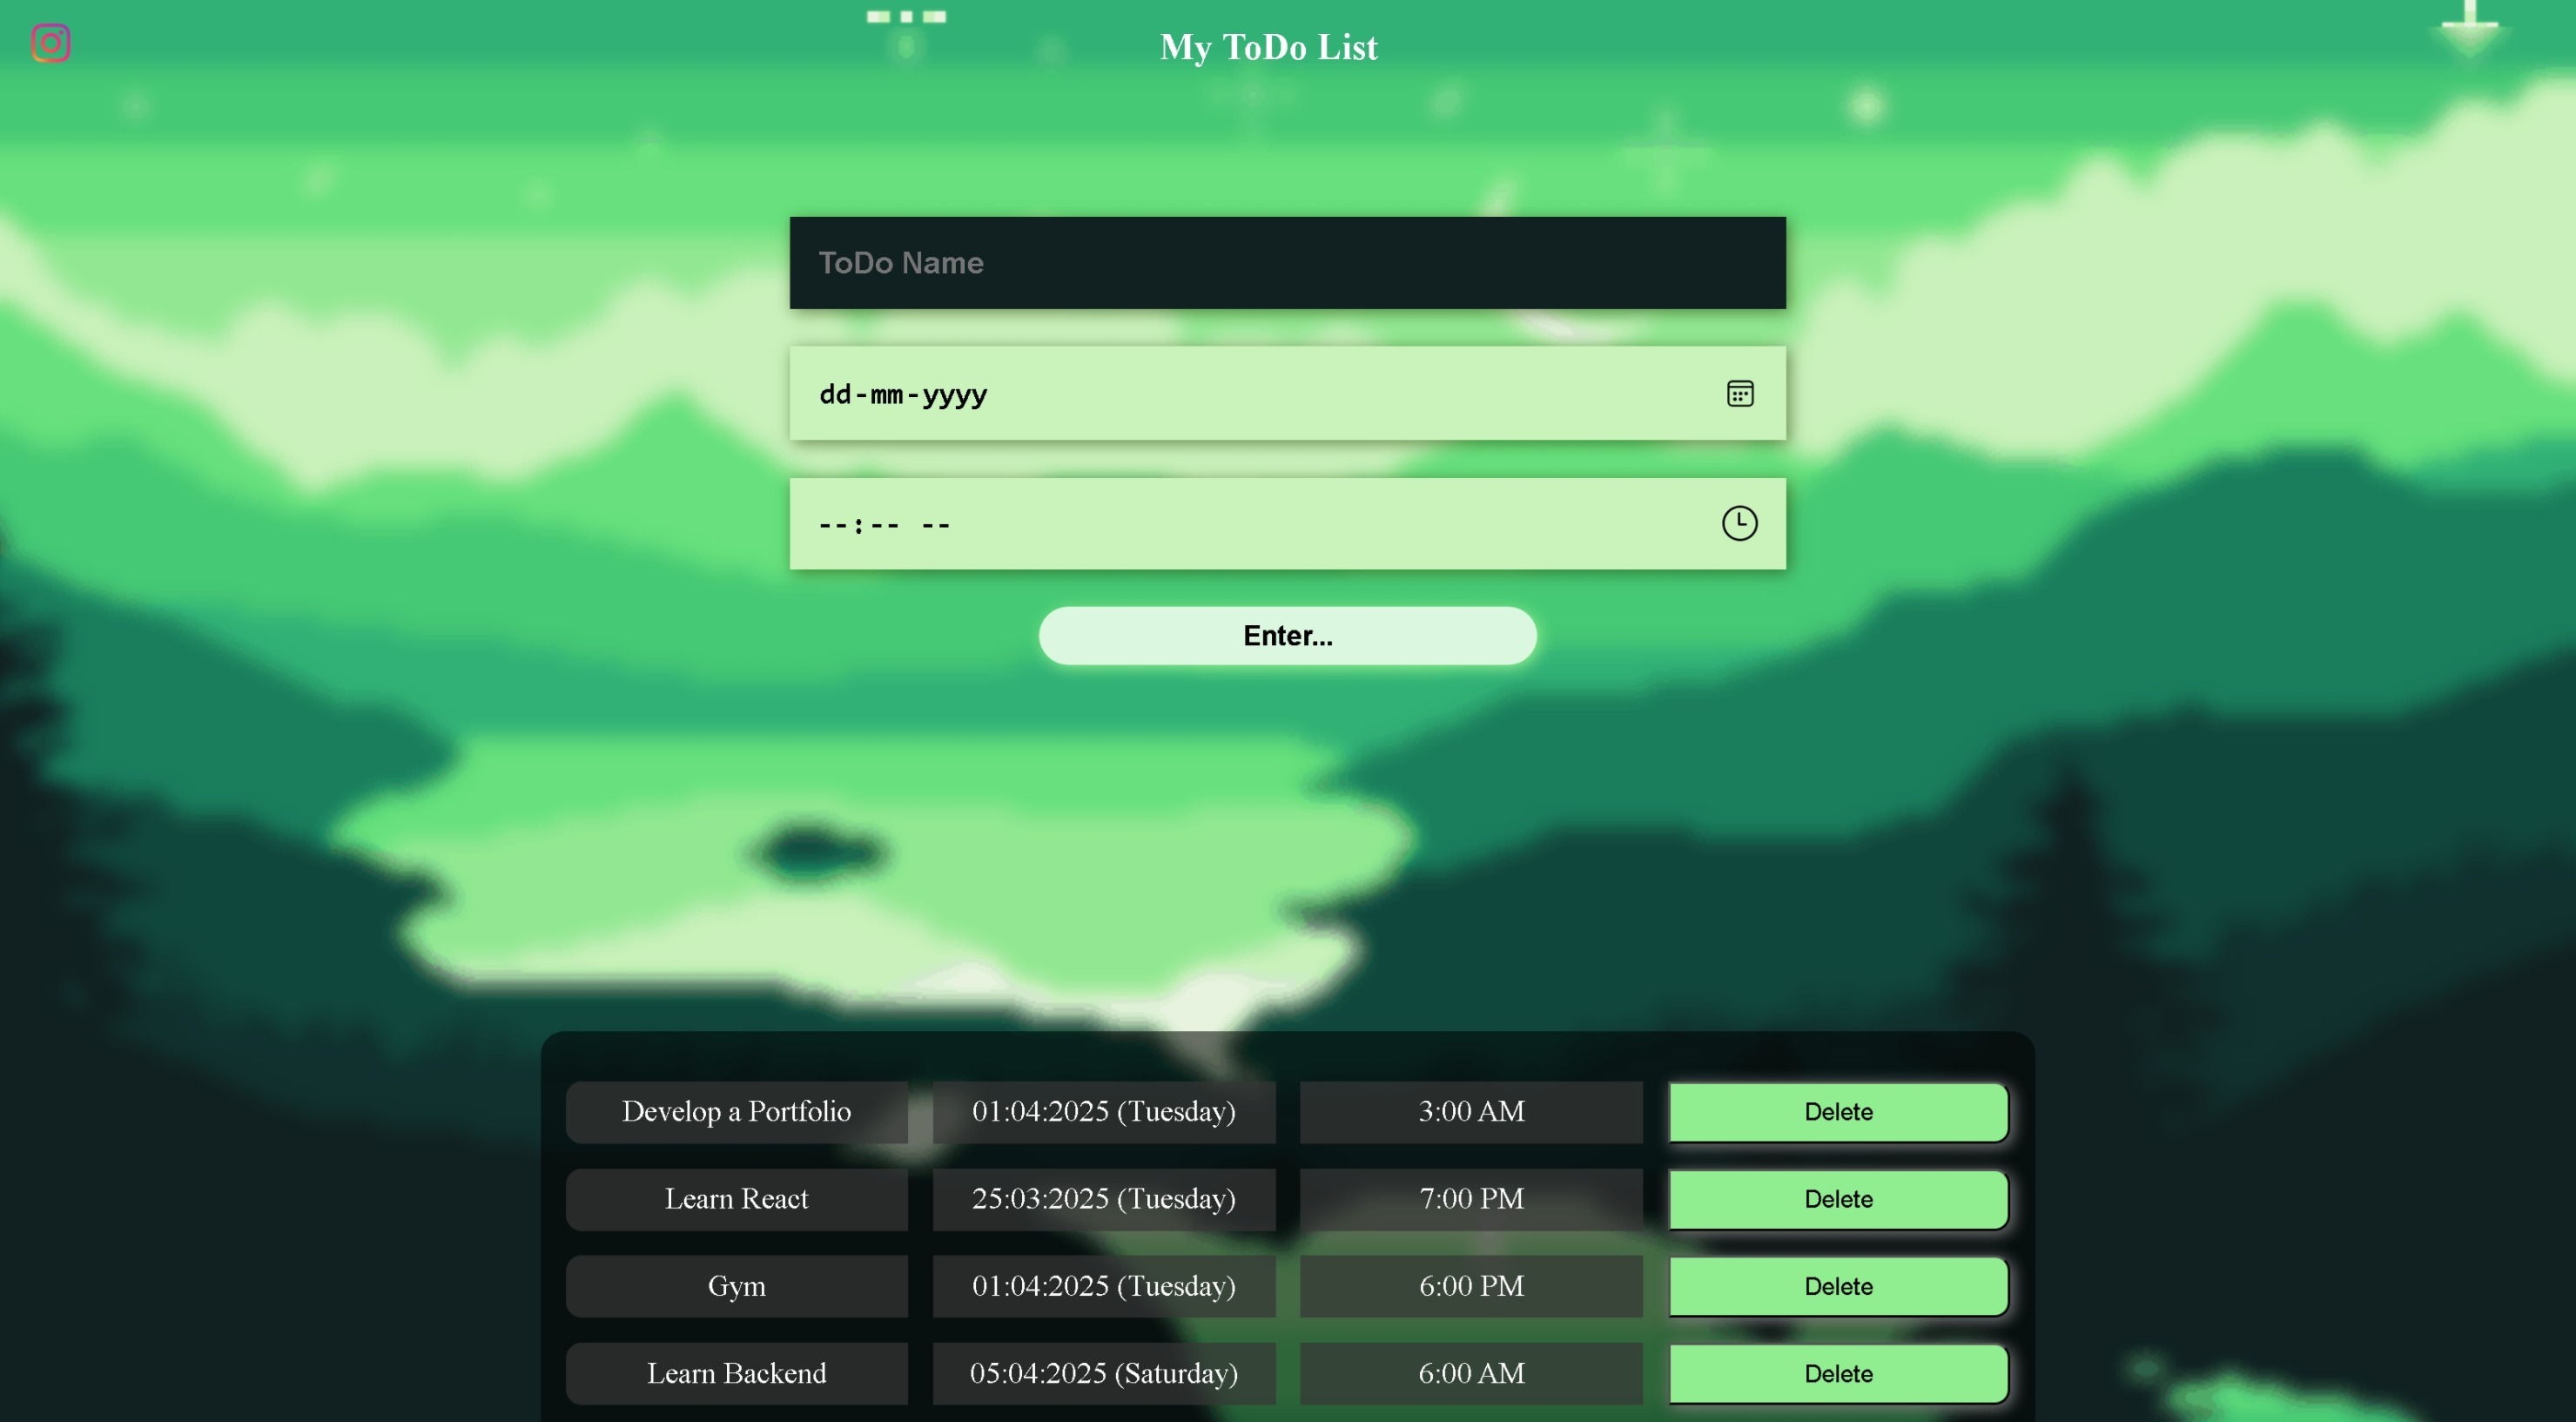 My ToDo List
ToDo Name
dd-mm-yyyy
--:-- --
Enter...
Develop a Portfolio 01:04:2025 (Tuesday) 3:00 AM Delete
Learn React 25:03:2025 (Tuesday) 7:00 PM Delete
Gym 01:04:2025 (Tuesday) 6:00 PM Delete
Learn Backend 05:04:2025 (Saturday) 6:00 AM Delete